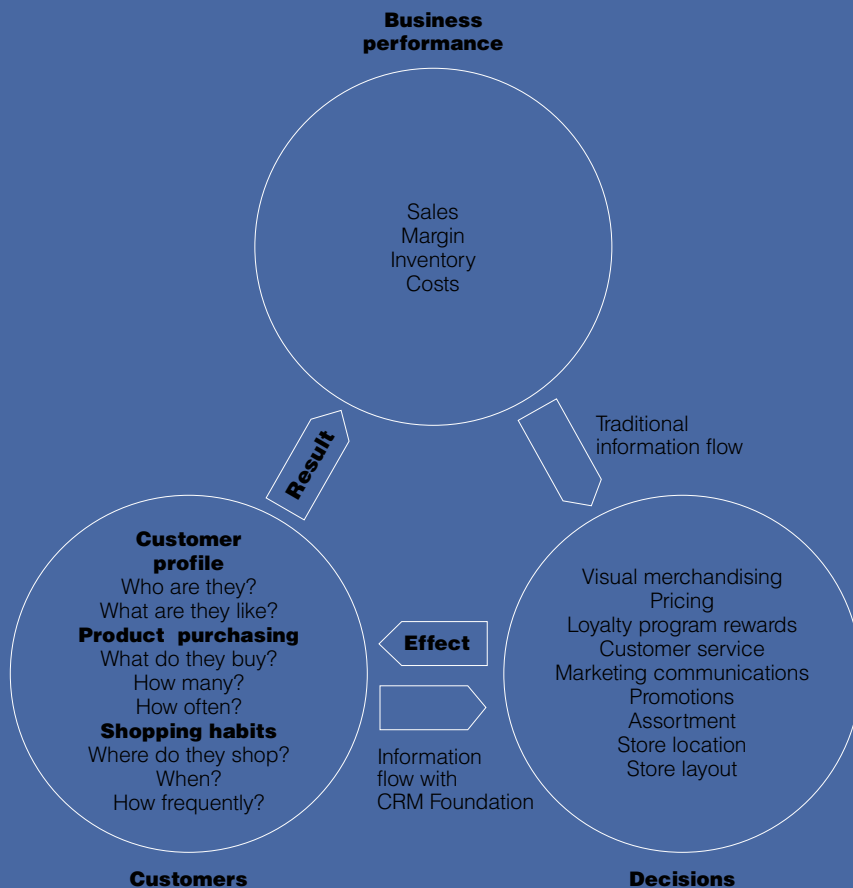 Business
performance
Sales
Margin
Inventory
Costs
Traditional
information flow
Result
Customer
profile
Who are they?
What are they like?
Product purchasing
What do they buy?
How many?
How often?
Shopping habits
Where do they shop?
When?
How frequently?
Effect
Information
flow with
CRM Foundation
Visual merchandising
Pricing
Loyalty program rewards
Customer service
Marketing communications
Promotions
Assortment
Store location
Store layout
Customers
Decisions